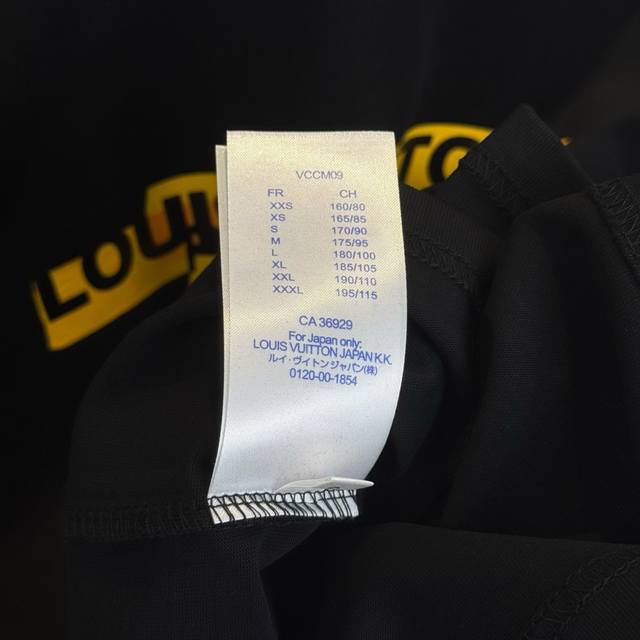 VCCM09
FR CH
XXS 160/80
XS 165/85
S 170/90
M 175/95
L 180/100
XL 185/105
XXL 190/110
XXXL 195/115
CA 36929
For Japan only:
LOUIS VUITTON JAPAN K.K.
ルイ・ヴィトンジャパン(株)
0120-00-1854
LOUIS
TO